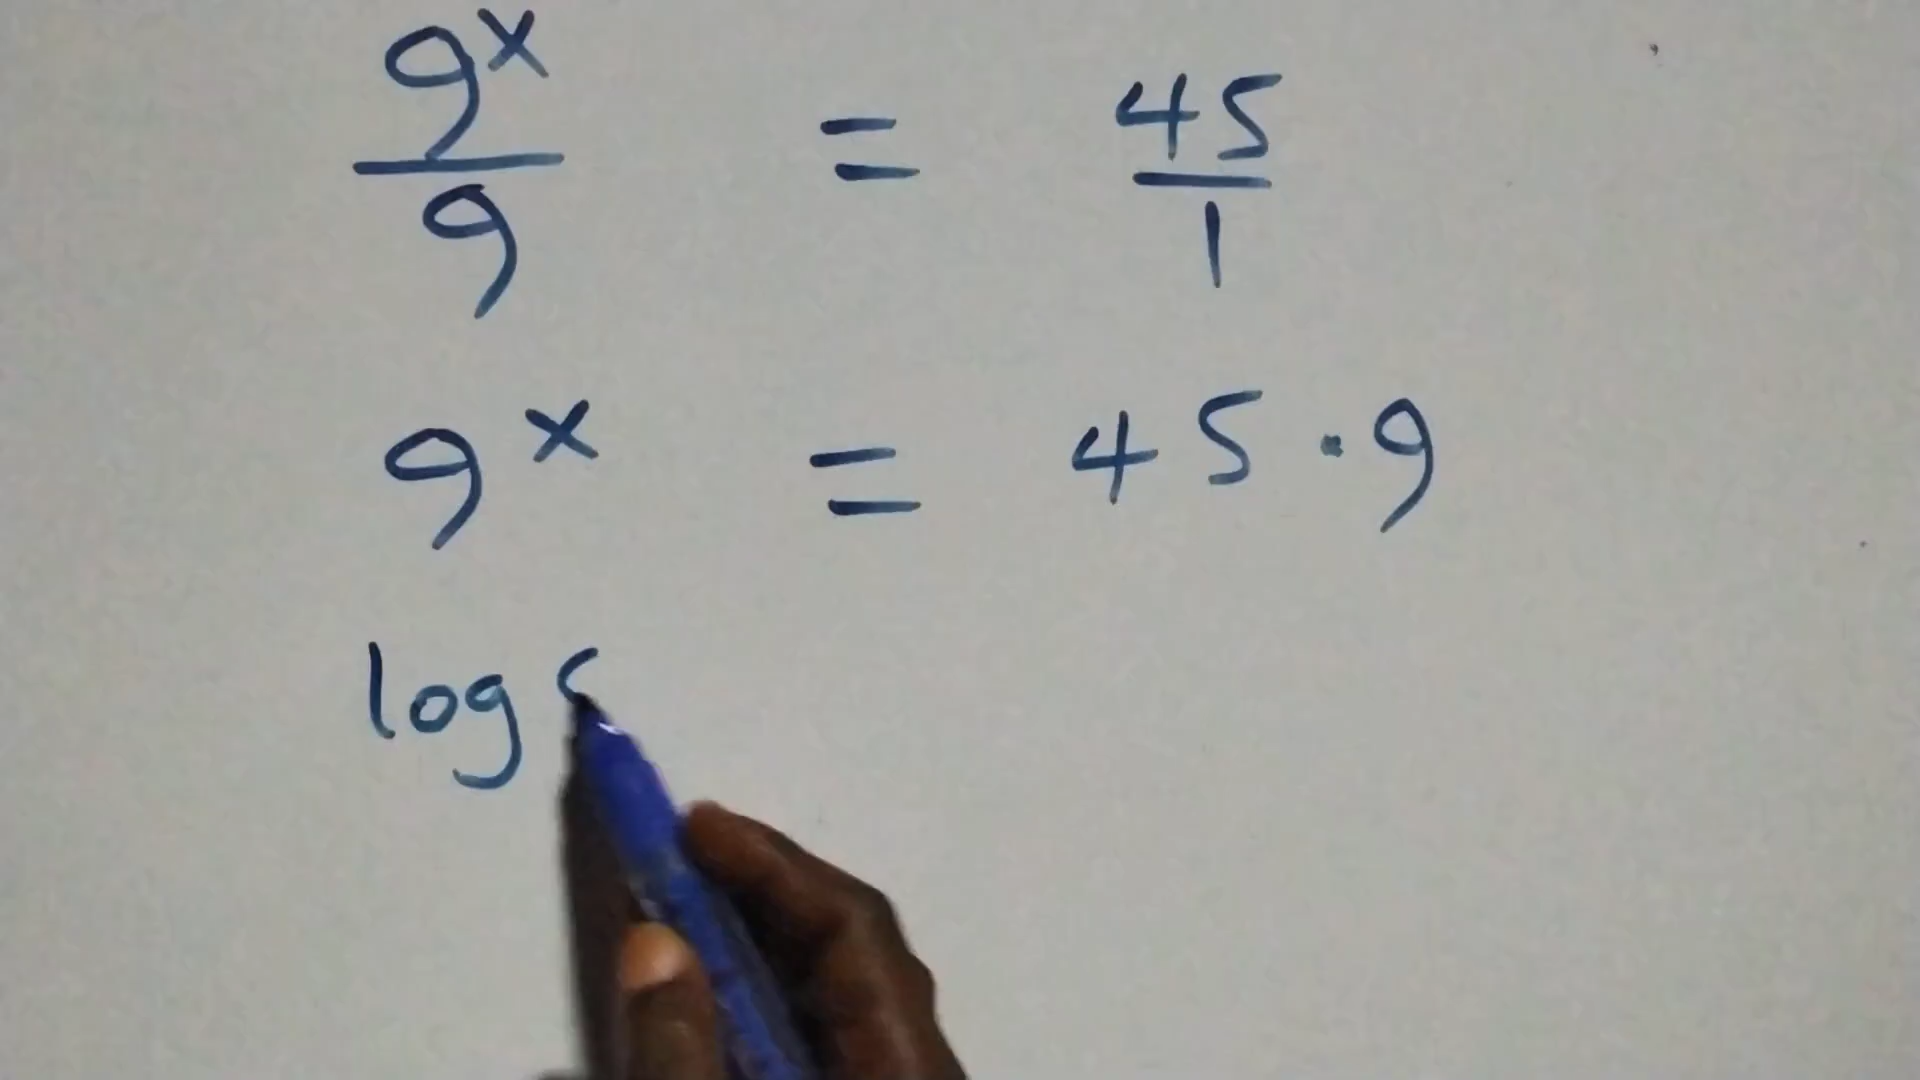 9^x / 9 = 45 / 1
9^x = 45 · 9
log